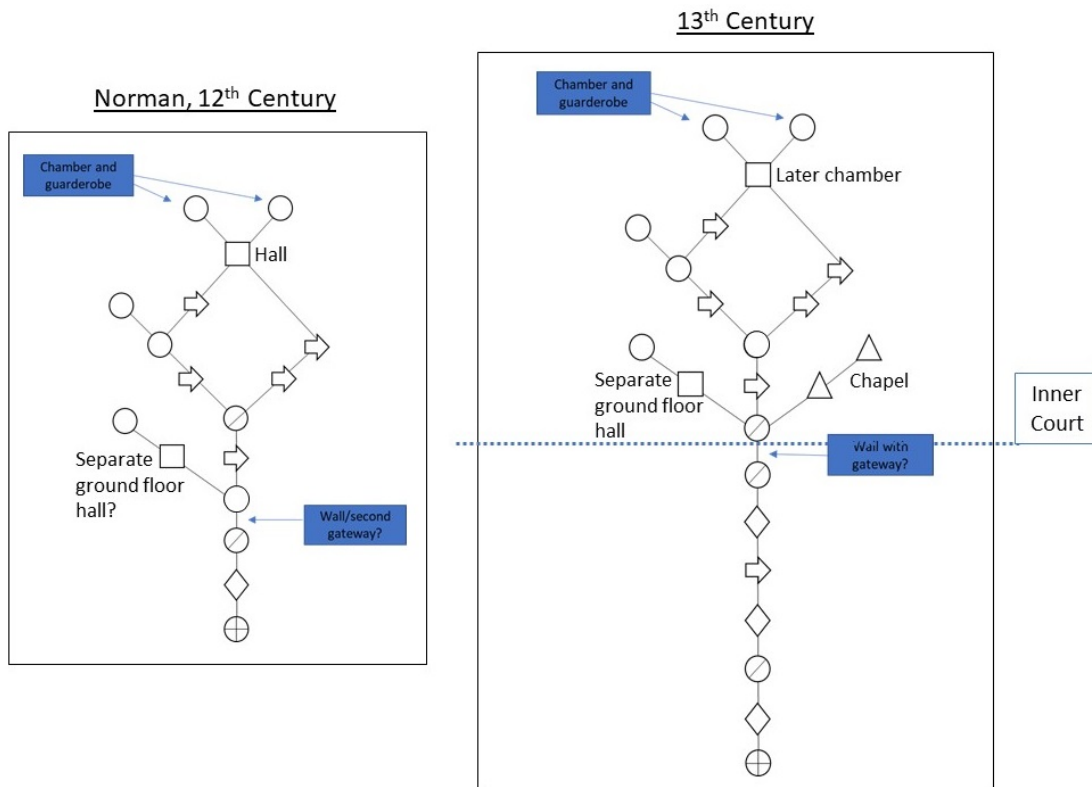 Norman, 12th Century
Chamber and
guarderobe
Hall
Separate
ground floor
hall?
Wall/second
gateway?
13th Century
Chamber and
guarderobe
Later chamber
Separate
ground floor
hall
Chapel
Inner
Court
Wall with
gateway?